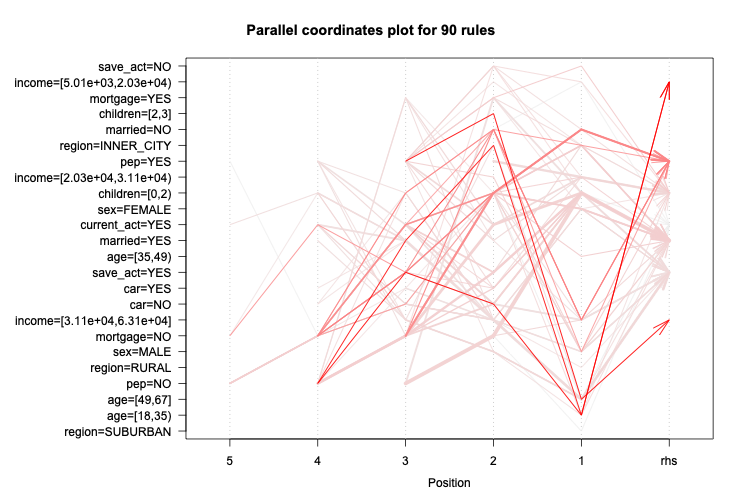 Parallel coordinates plot for 90 rules
save_act=NO
income=[5.01e+03,2.03e+04)
mortgage=YES
children=[2,3]
married=NO
region=INNER_CITY
pep=YES
income=[2.03e+04,3.11e+04)
children=[0,2)
sex=FEMALE
current_act=YES
married=YES
age=[35,49)
save_act=YES
car=YES
car=NO
income=[3.11e+04,6.31e+04]
mortgage=NO
sex=MALE
region=RURAL
pep=NO
age=[49,67]
age=[18,35)
region=SUBURBAN
5 4 3 2 1 rhs
Position